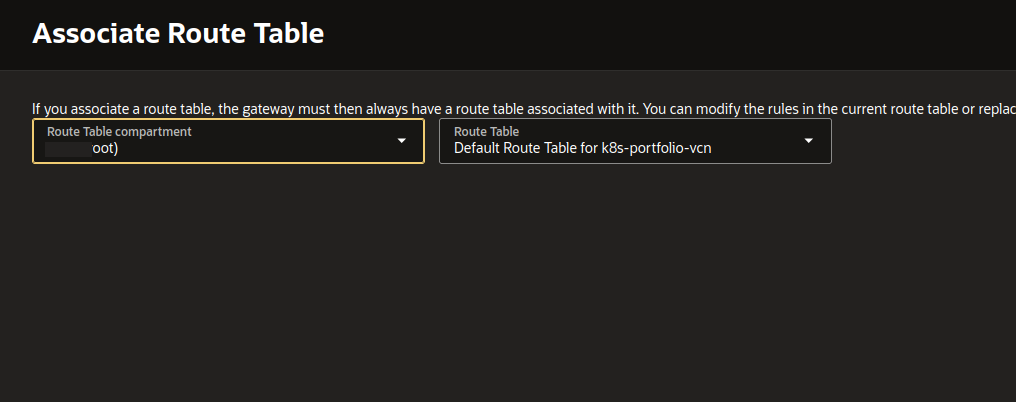 Associate Route Table
If you associate a route table, the gateway must then always have a route table associated with it. You can modify the rules in the current route table or replac
Route Table compartment
oot)
Route Table
Default Route Table for k8s-portfolio-vcn